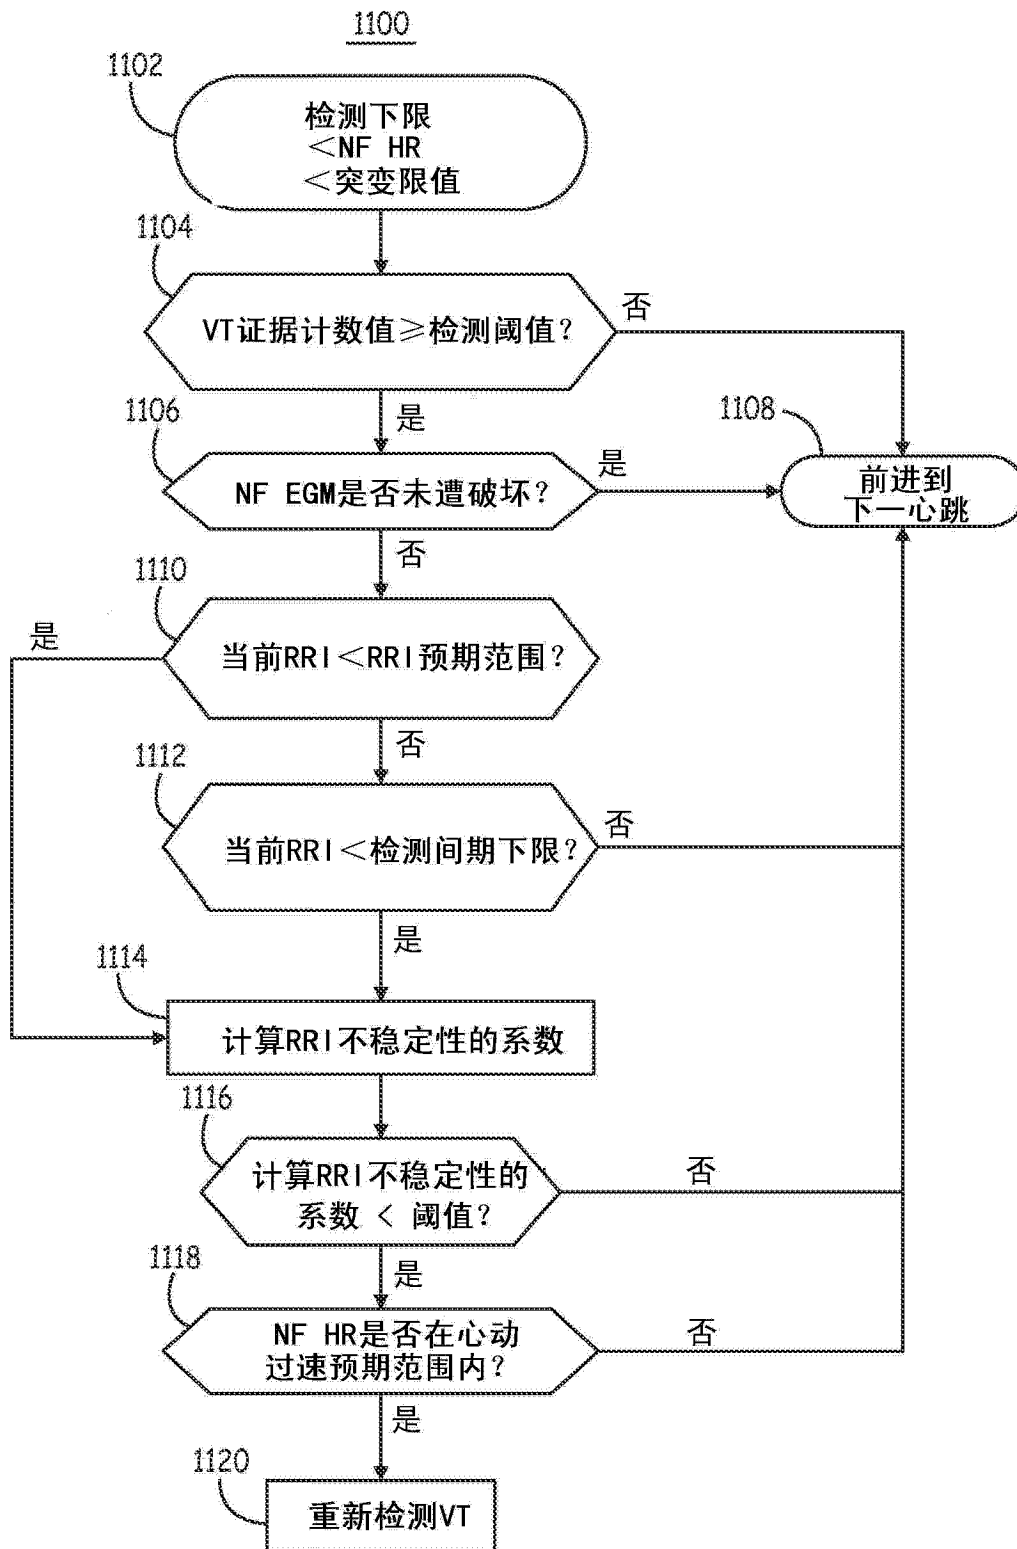 1100
1102
检测下限
<NF HR
<突变限值
1104
VT证据计数值≥检测阈值?
否
是
1106
NF EGM是否未遭破坏?
是
1108
前进到
下一心跳
否
1110
是
当前RRI<RRI预期范围?
否
1112
当前RRI<检测间期下限?
否
是
1114
计算RRI不稳定性的系数
1116
计算RRI不稳定性的
系数 < 阈值?
否
是
1118
NF HR是否在心动
过速预期范围内?
否
是
1120
重新检测VT